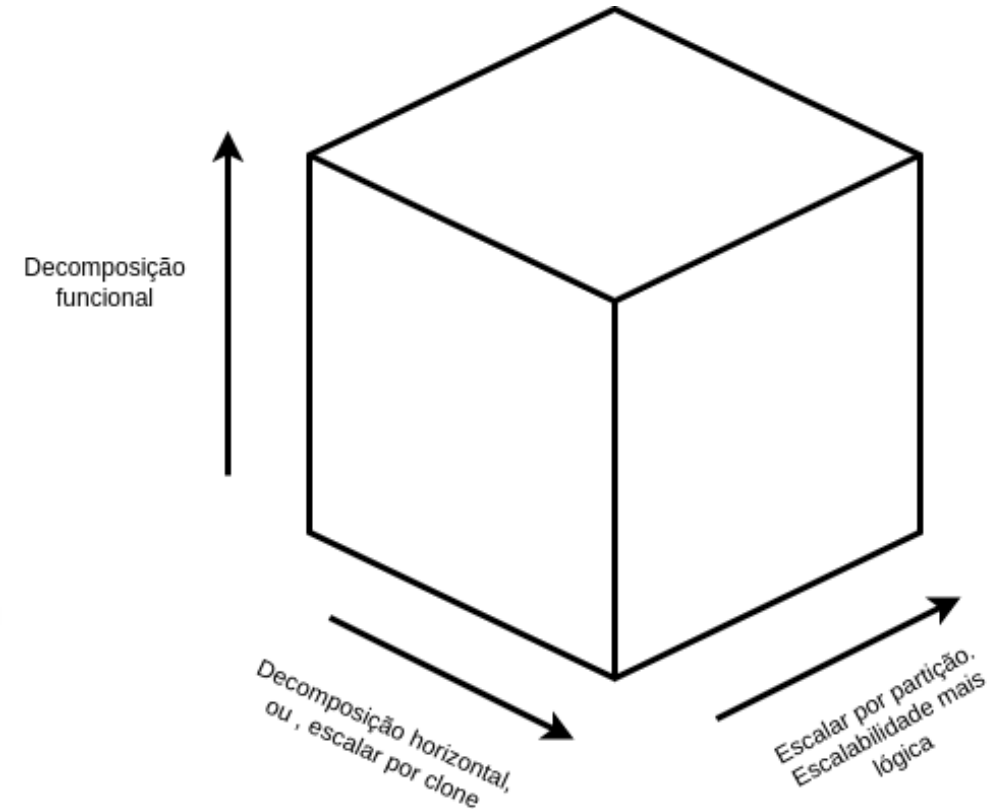 Decomposição
funcional
Decomposição horizontal,
ou , escalar por clone
Escalar por partição.
Escalabilidade mais
lógica